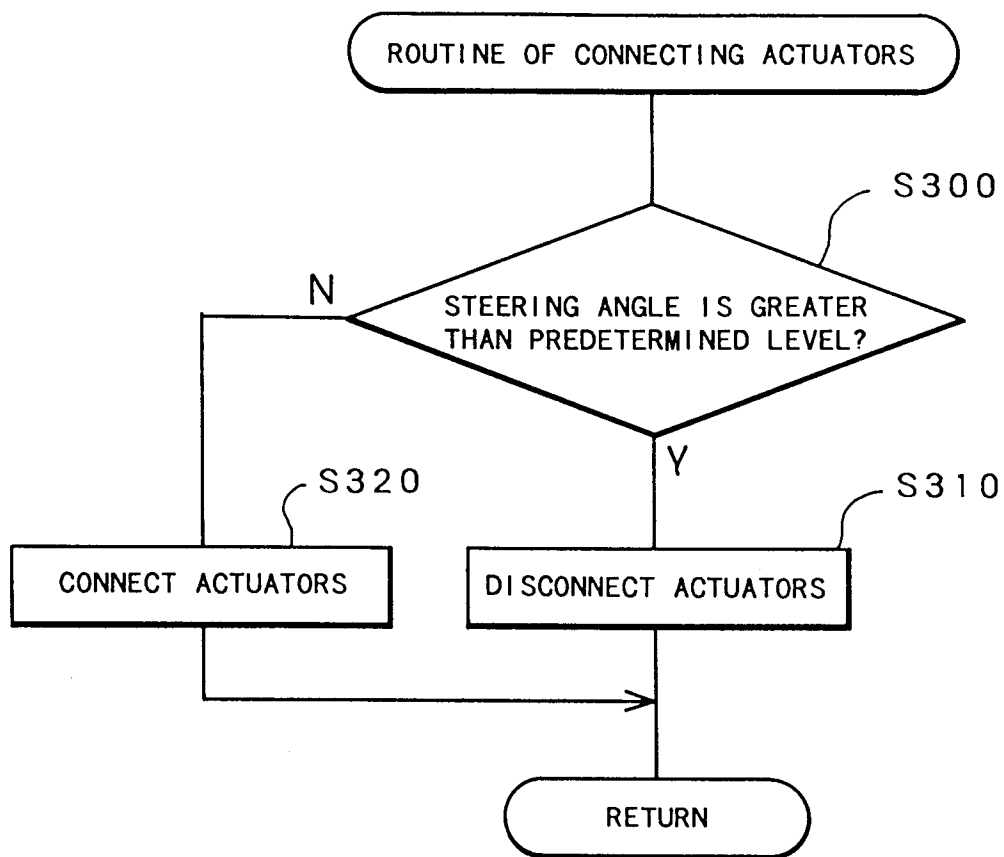 ROUTINE OF CONNECTING ACTUATORS
S300
N
STEERING ANGLE IS GREATER
THAN PREDETERMINED LEVEL?
Y
S320
S310
CONNECT ACTUATORS
DISCONNECT ACTUATORS
RETURN